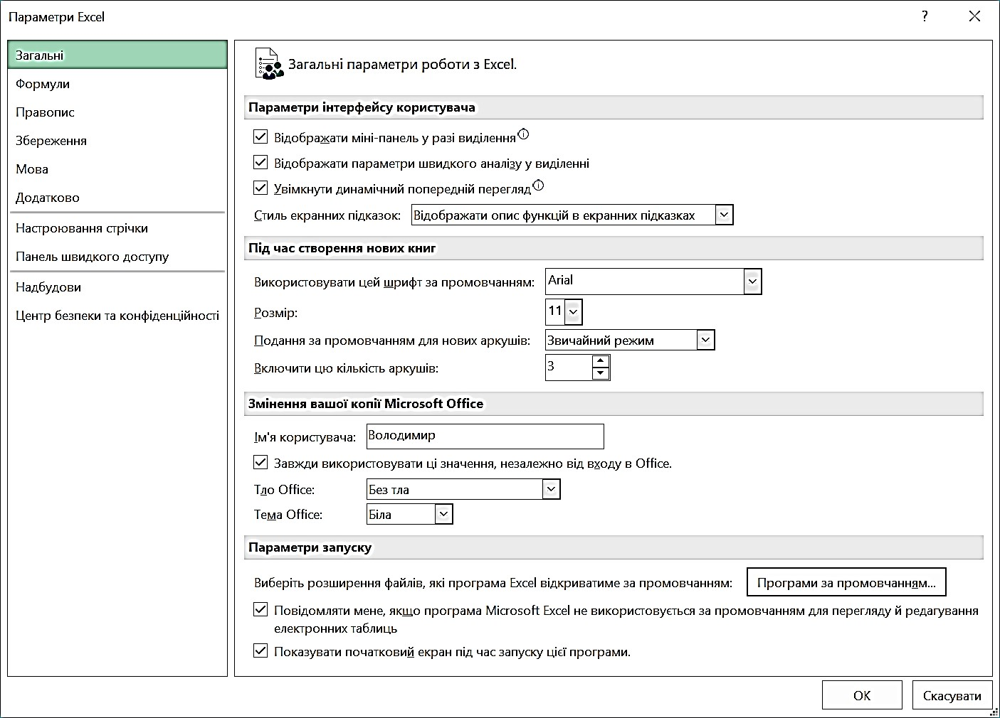 Параметри Excel
?
Загальні
Формули
Правопис
Збереження
Мова
Додатково
Настроювання стрічки
Панель швидкого доступу
Надбудови
Центр безпеки та конфіденційності
Загальні параметри роботи з Excel.
Параметри інтерфейсу користувача
Відображати міні-панель у разі виділення
Відображати параметри швидкого аналізу у виділенні
Увімкнути динамічний попередній перегляд
Стиль екранних підказок: Відображати опис функцій в екранних підказках
Під час створення нових книг
Використовувати цей шрифт за промовчанням: Arial
Розмір: 11
Подання за промовчанням для нових аркушів: Звичайний режим
Включити цю кількість аркушів: 3
Змінення вашої копії Microsoft Office
Ім'я користувача: Володимир
Завжди використовувати ці значення, незалежно від входу в Office.
Тло Office: Без тла
Тема Office: Біла
Параметри запуску
Виберіть розширення файлів, які програма Excel відкриватиме за промовчанням: Програми за промовчанням...
Повідомляти мене, якщо програма Microsoft Excel не використовується за промовчанням для перегляду й редагування
електронних таблиць
Показувати початковий екран під час запуску цієї програми.
ОК Скасувати